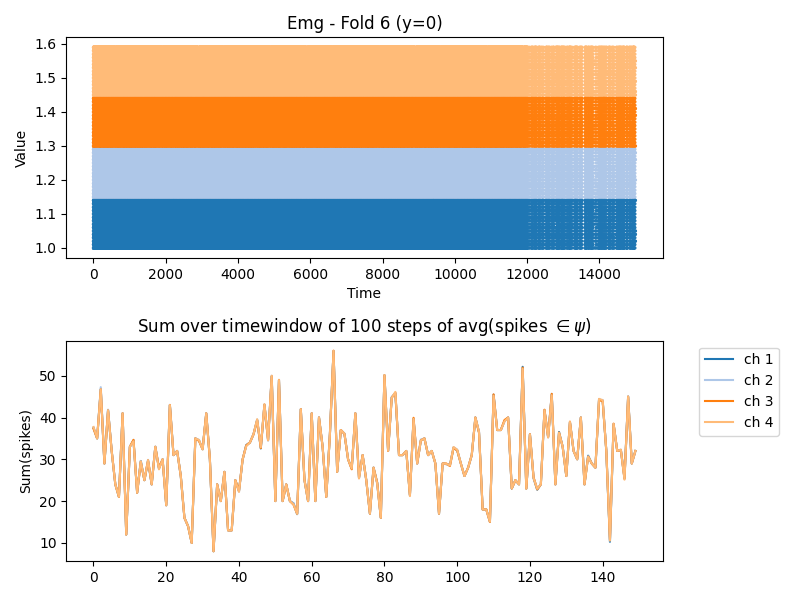 Emg - Fold 6 (y=0)
Value
1.6
1.5
1.4
1.3
1.2
1.1
1.0
0 2000 4000 6000 8000 10000 12000 14000
Time
Sum over timewindow of 100 steps of avg(spikes ∈ ψ)
Sum(spikes)
50
40
30
20
10
0 20 40 60 80 100 120 140
ch 1
ch 2
ch 3
ch 4